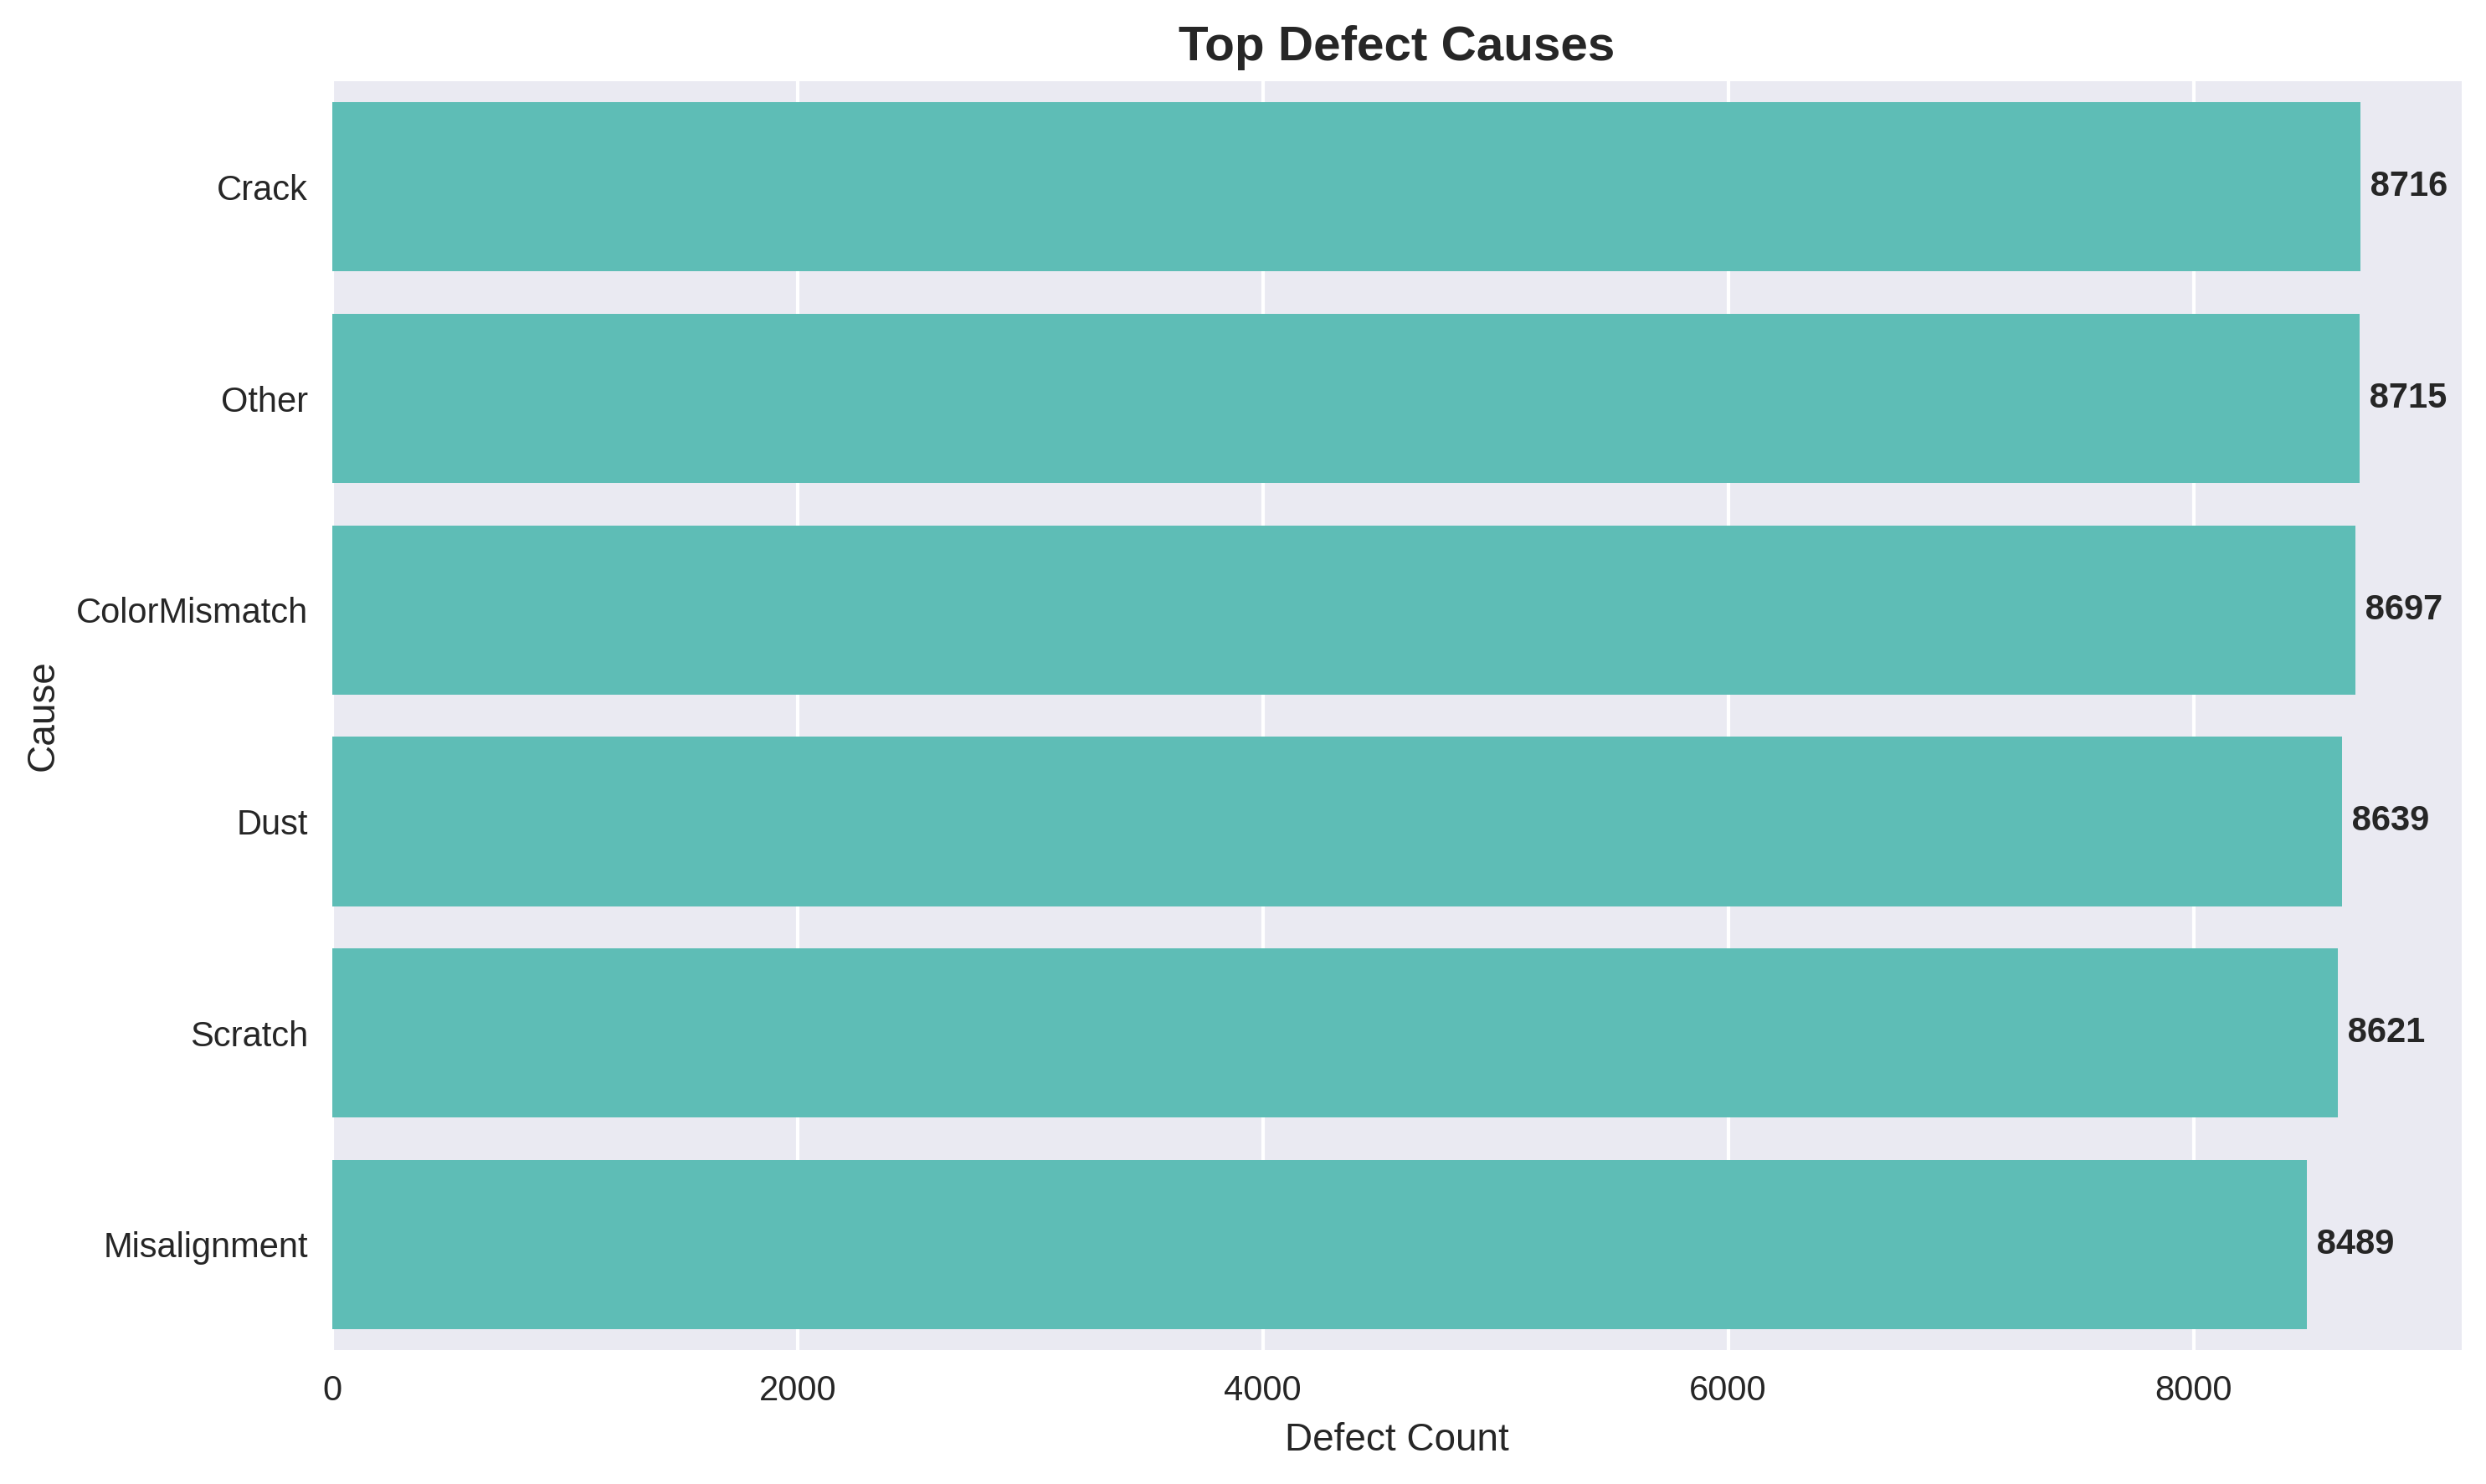 Top Defect Causes
Crack
8716
Other
8715
ColorMismatch
8697
Dust
8639
Scratch
8621
Misalignment
8489
Cause
0 2000 4000 6000 8000
Defect Count